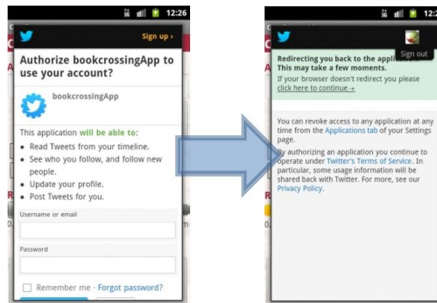 12:26
Sign up ›
Authorize bookcrossingApp to
use your account?
bookcrossingApp
This application will be able to:
• Read Tweets from your timeline.
• See who you follow, and follow new
people.
• Update your profile.
• Post Tweets for you.
Username or email
Password
Remember me · Forgot password?
Sign out
Redirecting you back to the
This may take a few moments.
If your browser doesn't redirect you please
click here to continue →
You can revoke access to any application at any
time from the Applications tab of your Settings
page.
By authorizing an application you continue to
operate under Twitter's Terms of Service. In
particular, some usage information will be
shared back with Twitter. For more, see our
Privacy Policy.